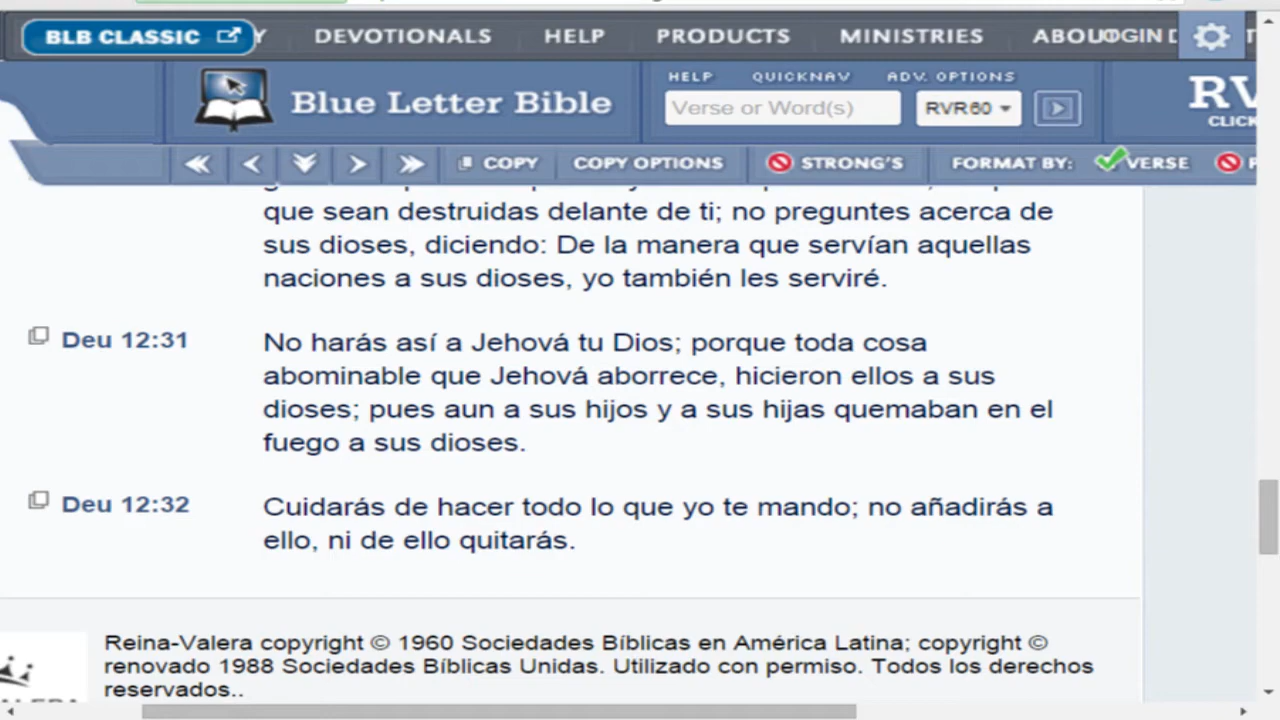 BLB CLASSIC
DEVOTIONALS HELP PRODUCTS MINISTRIES
Blue Letter Bible
HELP QUICKNAV ADV. OPTIONS
Verse or Word(s) RVR60
RV
CLICK
COPY COPY OPTIONS STRONG'S FORMAT BY: VERSE
que sean destruidas delante de ti; no preguntes acerca de
sus dioses, diciendo: De la manera que servían aquellas
naciones a sus dioses, yo también les serviré.
Deu 12:31 No harás así a Jehová tu Dios; porque toda cosa
abominable que Jehová aborrece, hicieron ellos a sus
dioses; pues aun a sus hijos y a sus hijas quemaban en el
fuego a sus dioses.
Deu 12:32 Cuidarás de hacer todo lo que yo te mando; no añadirás a
ello, ni de ello quitarás.
Reina-Valera copyright © 1960 Sociedades Bíblicas en América Latina; copyright ©
renovado 1988 Sociedades Bíblicas Unidas. Utilizado con permiso. Todos los derechos
reservados..